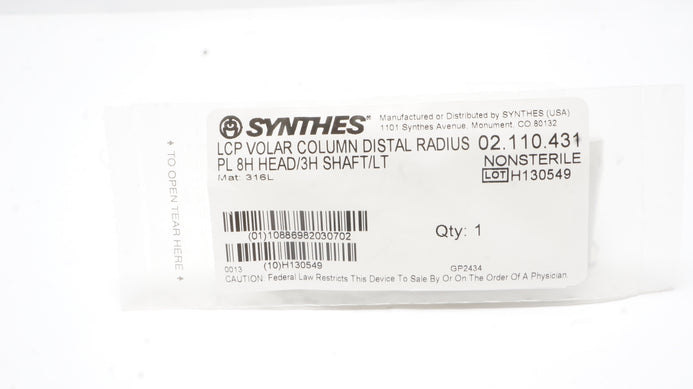 SYNTHES®
Manufactured or Distributed by SYNTHES (USA)
1101 Synthes Avenue, Monument, CO 80132
LCP VOLAR COLUMN DISTAL RADIUS 02.110.431
PL 8H HEAD/3H SHAFT/LT NONSTERILE
Mat: 316L
LOT H130549
(01)10886982030702
Qty: 1
(10)H130549
0013
GP2434
CAUTION: Federal Law Restricts This Device To Sale By Or On The Order Of A Physician
TO OPEN TEAR HERE